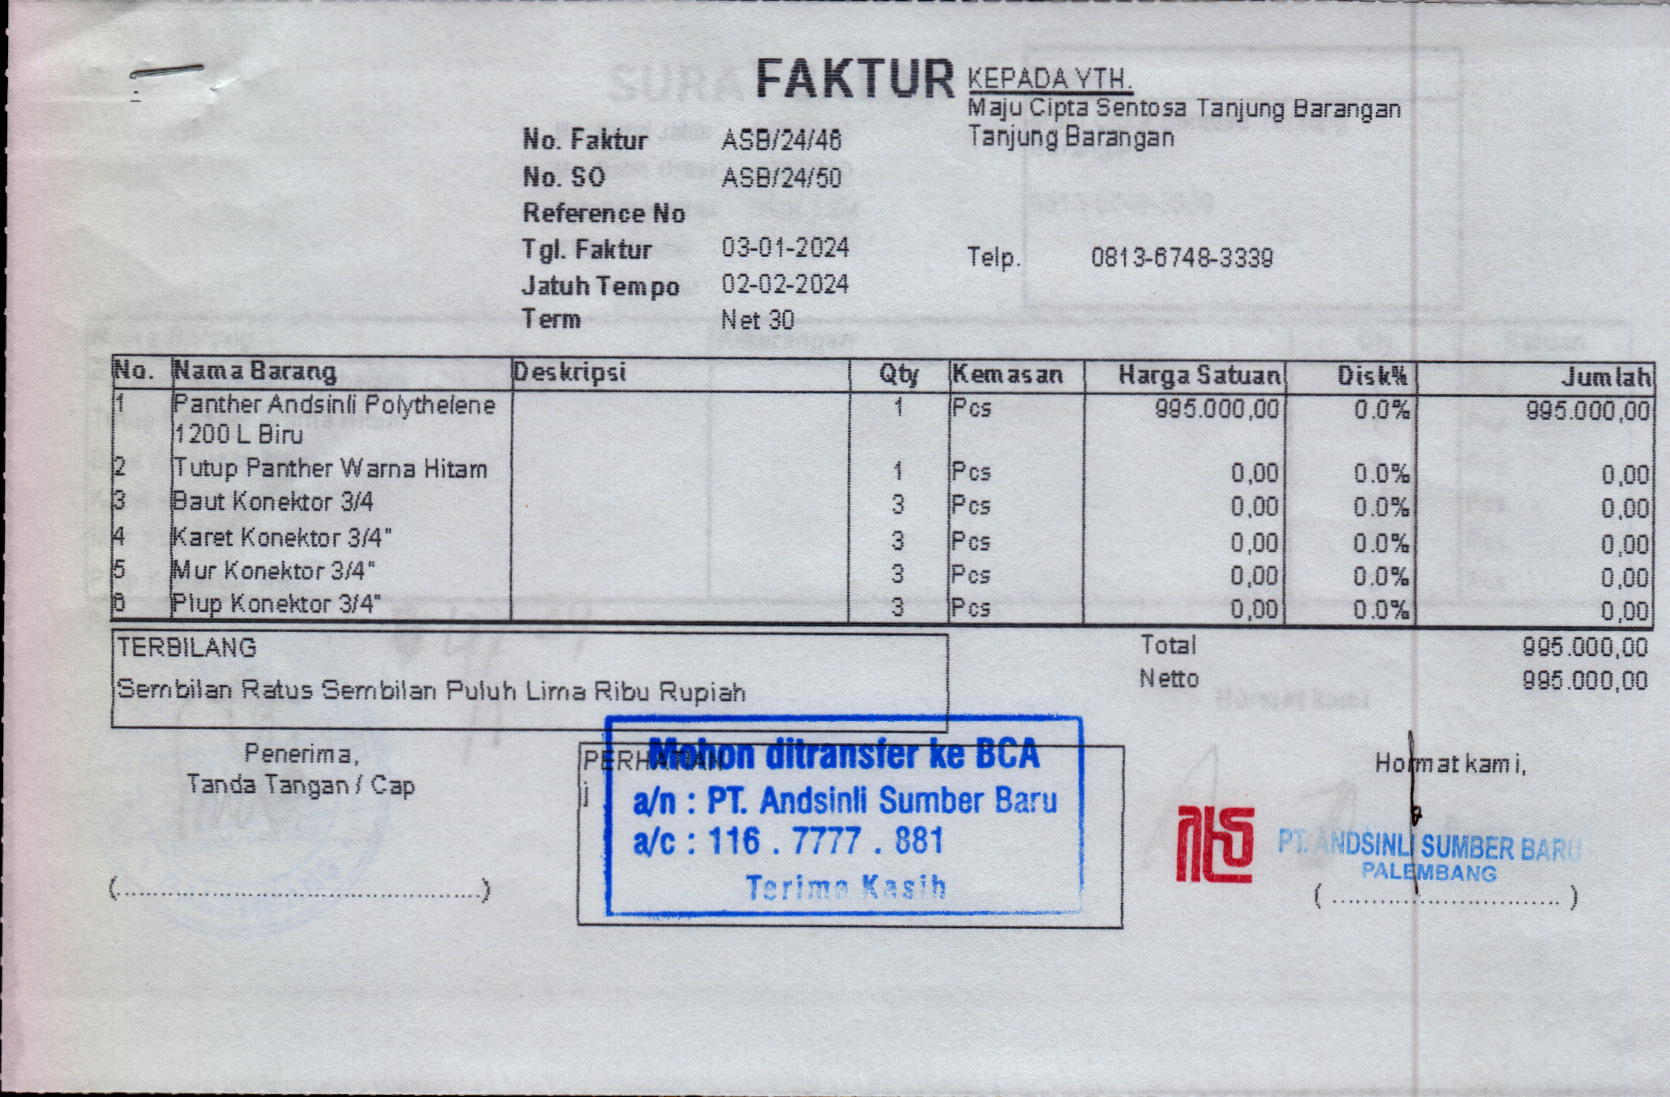 FAKTUR
KEPADA YTH.
Maju Cipta Sentosa Tanjung Barangan
Tanjung Barangan
No. Faktur ASB/24/46
No. SO ASB/24/50
Reference No
Tgl. Faktur 03-01-2024
Telp. 0813-6748-3339
Jatuh Tempo 02-02-2024
Term Net 30
No. Nama Barang Deskripsi Qty Kemasan Harga Satuan Disk% Jumlah
1 Panther Andsinli Polythelene 1 Pcs 995.000,00 0.0% 995.000,00
1200 L Biru
2 Tutup Panther Warna Hitam 1 Pcs 0,00 0.0% 0,00
3 Baut Konektor 3/4 3 Pcs 0,00 0.0% 0,00
4 Karet Konektor 3/4" 3 Pcs 0,00 0.0% 0,00
5 Mur Konektor 3/4" 3 Pcs 0,00 0.0% 0,00
6 Plup Konektor 3/4" 3 Pcs 0,00 0.0% 0,00
TERBILANG
Sembilan Ratus Sembilan Puluh Lima Ribu Rupiah
Total 995.000,00
Netto 995.000,00
Penerima,
Tanda Tangan / Cap
(........................................)
PERHATIAN
Mohon ditransfer ke BCA
a/n : PT. Andsinli Sumber Baru
a/c : 116 . 7777 . 881
Terima Kasih
Hormat kami,
PT. ANDSINLI SUMBER BARU
PALEMBANG
(............................)